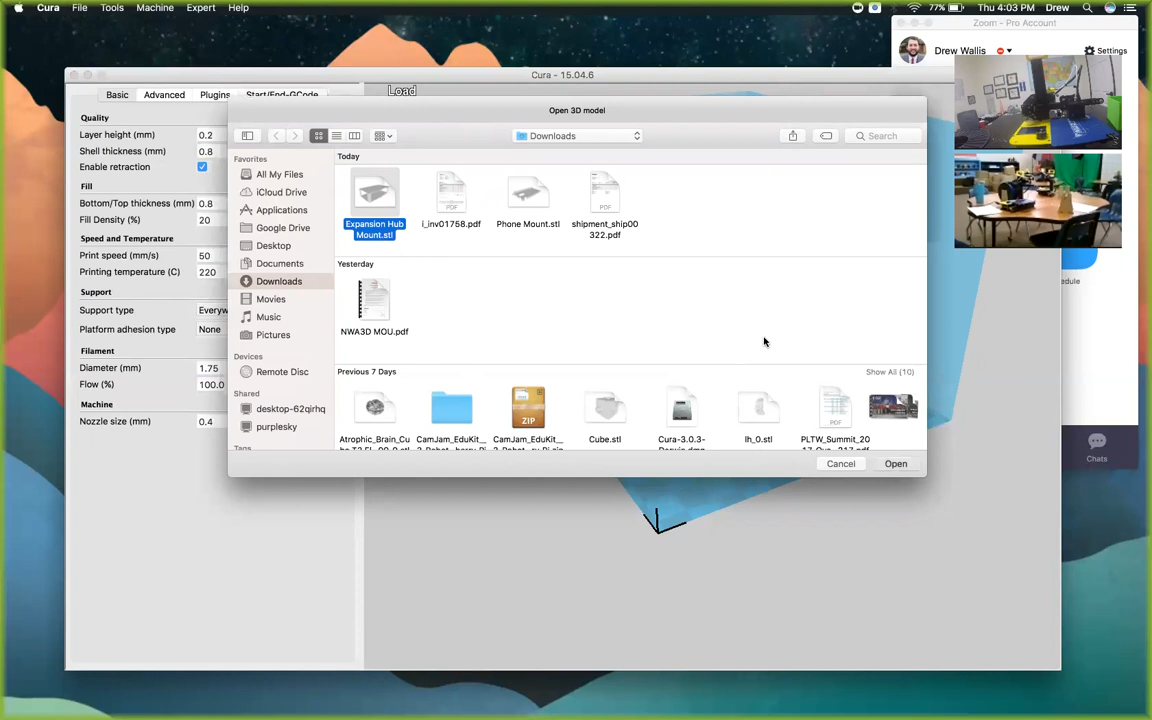 Cura File Tools Machine Expert Help
77% Thu 4:03 PM Drew
Zoom - Pro Account
Drew Wallis
Settings
Cura - 15.04.6
Basic Advanced Plugins Start/End-GCode
Load
Quality
Layer height (mm) 0.2
Shell thickness (mm) 0.8
Enable retraction
Fill
Bottom/Top thickness (mm) 0.8
Fill Density (%) 20
Speed and Temperature
Print speed (mm/s) 50
Printing temperature (C) 220
Support
Support type Everyw
Platform adhesion type None
Filament
Diameter (mm) 1.75
Flow (%) 100.0
Machine
Nozzle size (mm) 0.4
Open 3D model
Downloads
Search
Favorites
All My Files
iCloud Drive
Applications
Google Drive
Desktop
Documents
Downloads
Movies
Music
Pictures
Devices
Remote Disc
Shared
desktop-62qirhq
purplesky
Tags
Today
Expansion Hub
Mount.stl
PDF
i_inv01758.pdf
Phone Mount.stl
PDF
shipment_ship00
322.pdf
Yesterday
NWA3D MOU.pdf
Previous 7 Days
Show All (10)
ZIP
PDF
Atrophic_Brain_Cu
CamJam_EduKit_
CamJam_EduKit_
Cube.stl
Cura-3.0.3-
lh_0.stl
PLTW_Summit_20
Cancel
Open
edule
Chats